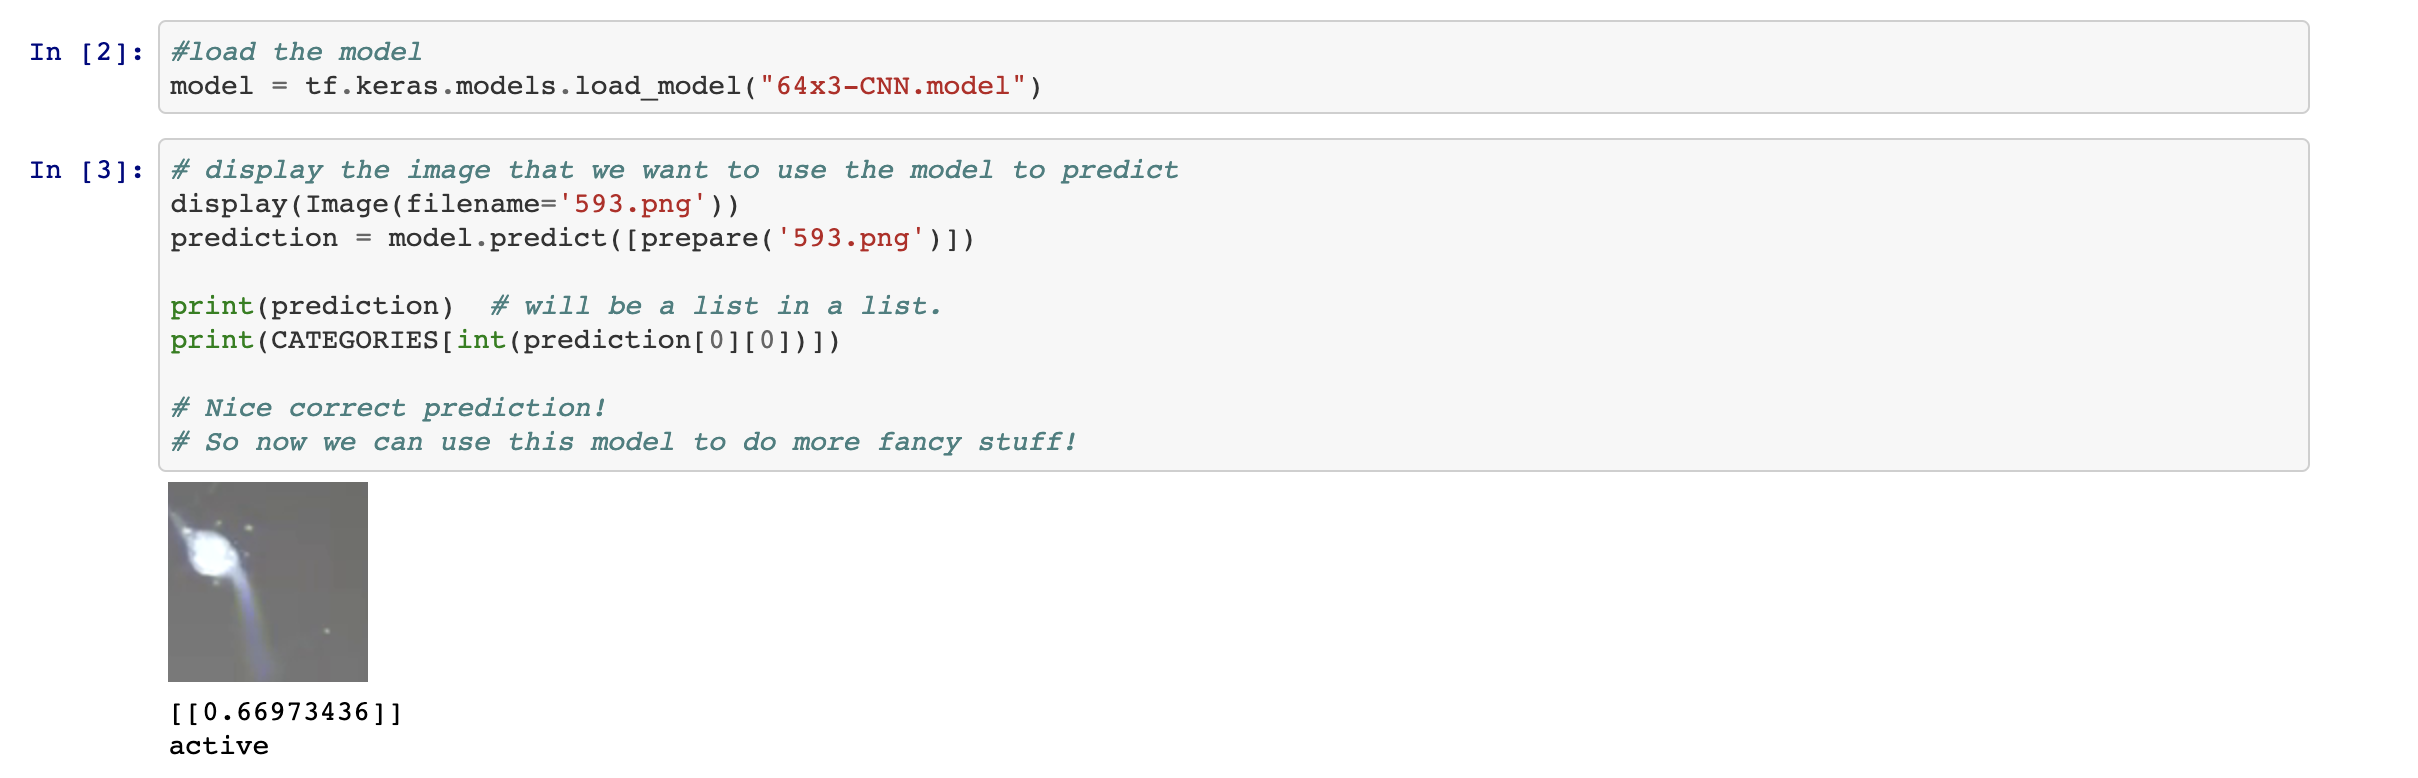 In [2]:
#load the model
model = tf.keras.models.load_model("64x3-CNN.model")
In [3]:
# display the image that we want to use the model to predict
display(Image(filename='593.png'))
prediction = model.predict([prepare('593.png')])
print(prediction)  # will be a list in a list.
print(CATEGORIES[int(prediction[0][0])])
# Nice correct prediction!
# So now we can use this model to do more fancy stuff!
[[0.66973436]]
active